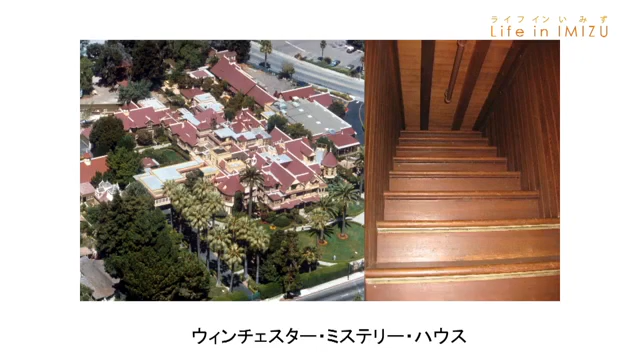 ライフ イン い み ず
Life in IMIZU
ウィンチェスター・ミステリー・ハウス